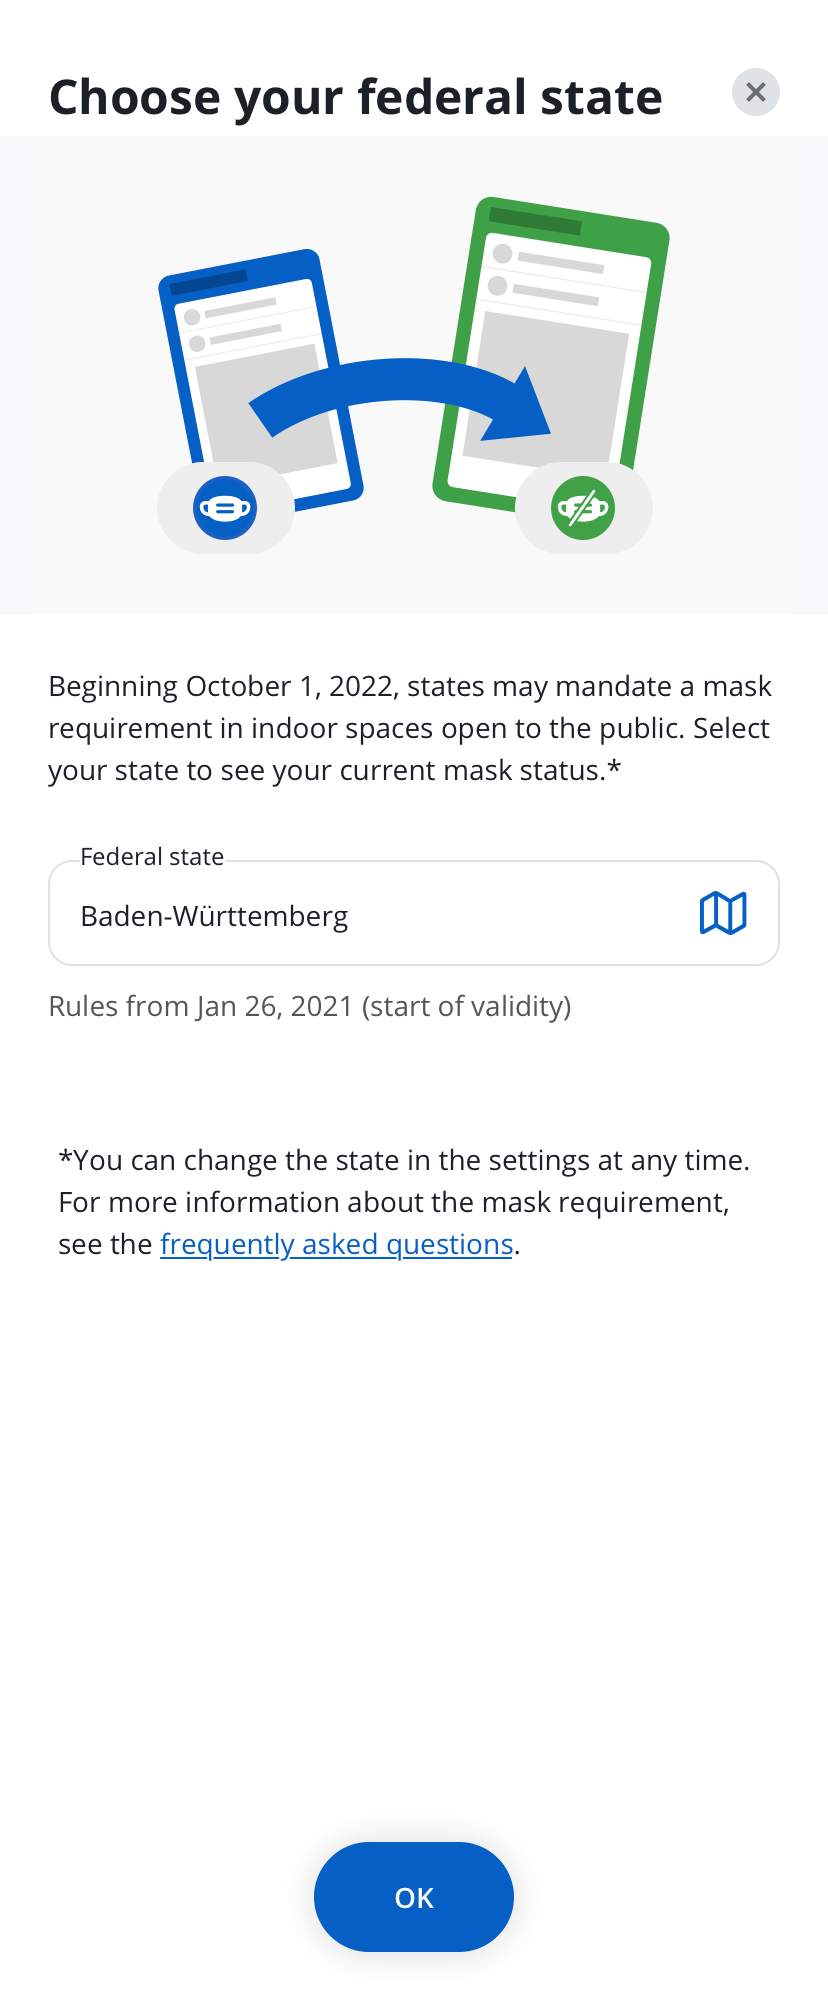 Choose your federal state
Beginning October 1, 2022, states may mandate a mask
requirement in indoor spaces open to the public. Select
your state to see your current mask status.*
Federal state
Baden-Württemberg
Rules from Jan 26, 2021 (start of validity)
*You can change the state in the settings at any time.
For more information about the mask requirement,
see the frequently asked questions.
OK